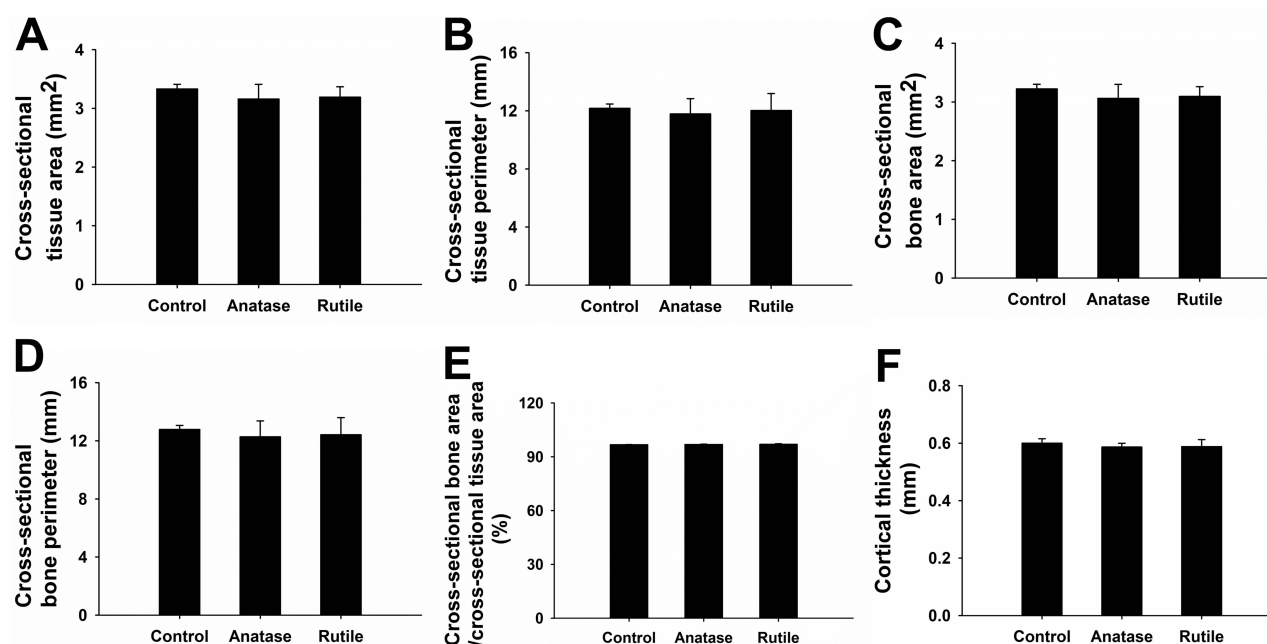 A
Cross-sectional
tissue area (mm2)
4
3
2
1
0
Control Anatase Rutile
B
Cross-sectional
tissue perimeter (mm)
16
12
8
4
0
Control Anatase Rutile
C
Cross-sectional
bone area (mm2)
4
3
2
1
0
Control Anatase Rutile
D
Cross-sectional
bone perimeter (mm)
16
12
8
4
0
Control Anatase Rutile
E
Cross-sectional bone area
/cross-sectional tissue area
(%)
120
90
60
30
0
Control Anatase Rutile
F
Cortical thickness
(mm)
0.8
0.6
0.4
0.2
0.0
Control Anatase Rutile